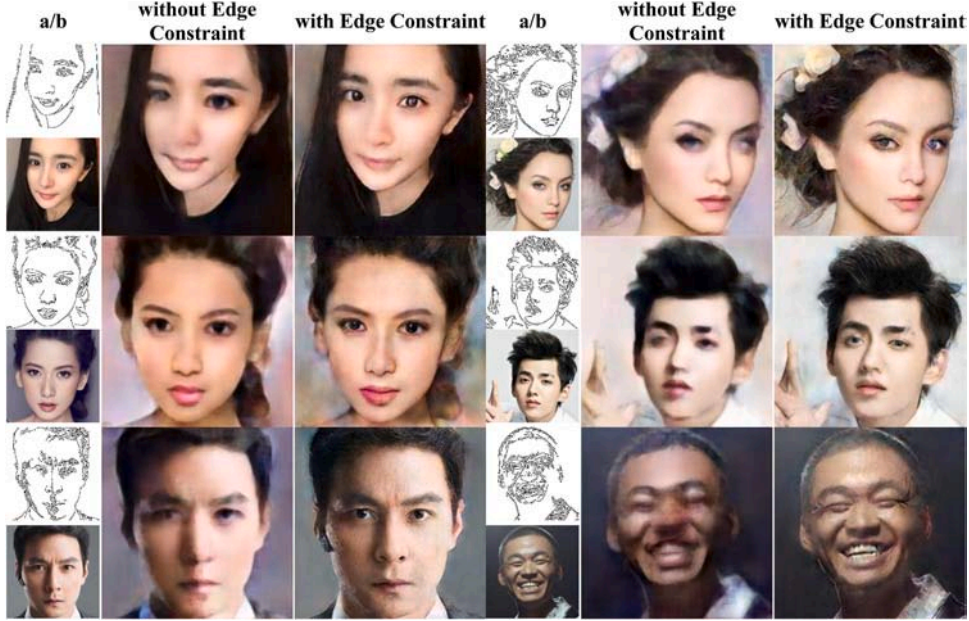 a/b
without Edge
Constraint
with Edge Constraint
a/b
without Edge
Constraint
with Edge Constraint